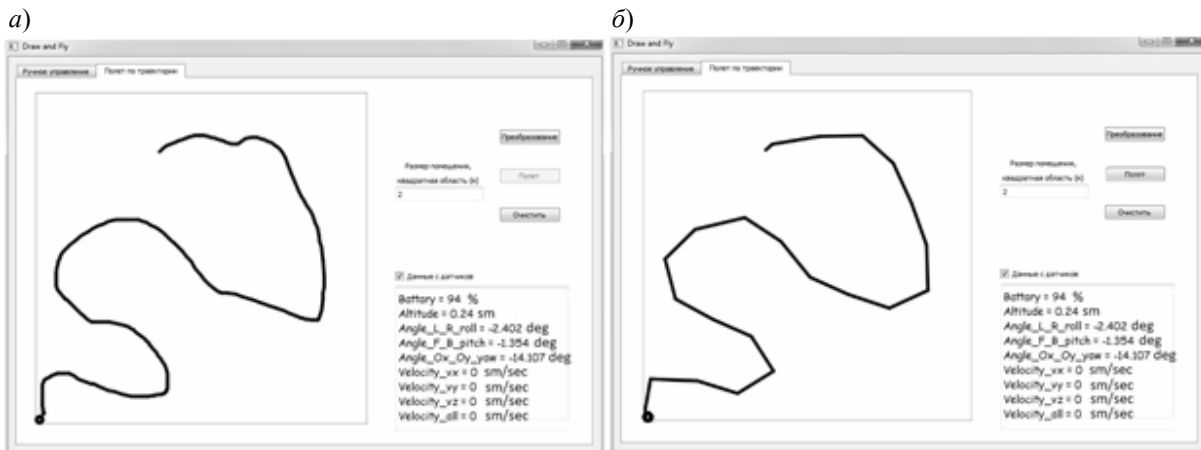 а)
Draw and Fly
Ручное управление Полет по траектории
Преобразование
Размер помещения,
квадратная область (м)
Полет
2
Очистить
Данные с датчиков
Battary = 94 %
Altitude = 0.24 sm
Angle_L_R_roll = -2.402 deg
Angle_F_B_pitch = -1.354 deg
Angle_Ox_Oy_yaw = -14.107 deg
Velocity_vx = 0 sm/sec
Velocity_vy = 0 sm/sec
Velocity_vz = 0 sm/sec
Velocity_all = 0 sm/sec
б)
Draw and Fly
Ручное управление Полет по траектории
Преобразование
Размер помещения,
квадратная область (м)
Полет
2
Очистить
Данные с датчиков
Battary = 94 %
Altitude = 0.24 sm
Angle_L_R_roll = -2.402 deg
Angle_F_B_pitch = -1.354 deg
Angle_Ox_Oy_yaw = -14.107 deg
Velocity_vx = 0 sm/sec
Velocity_vy = 0 sm/sec
Velocity_vz = 0 sm/sec
Velocity_all = 0 sm/sec